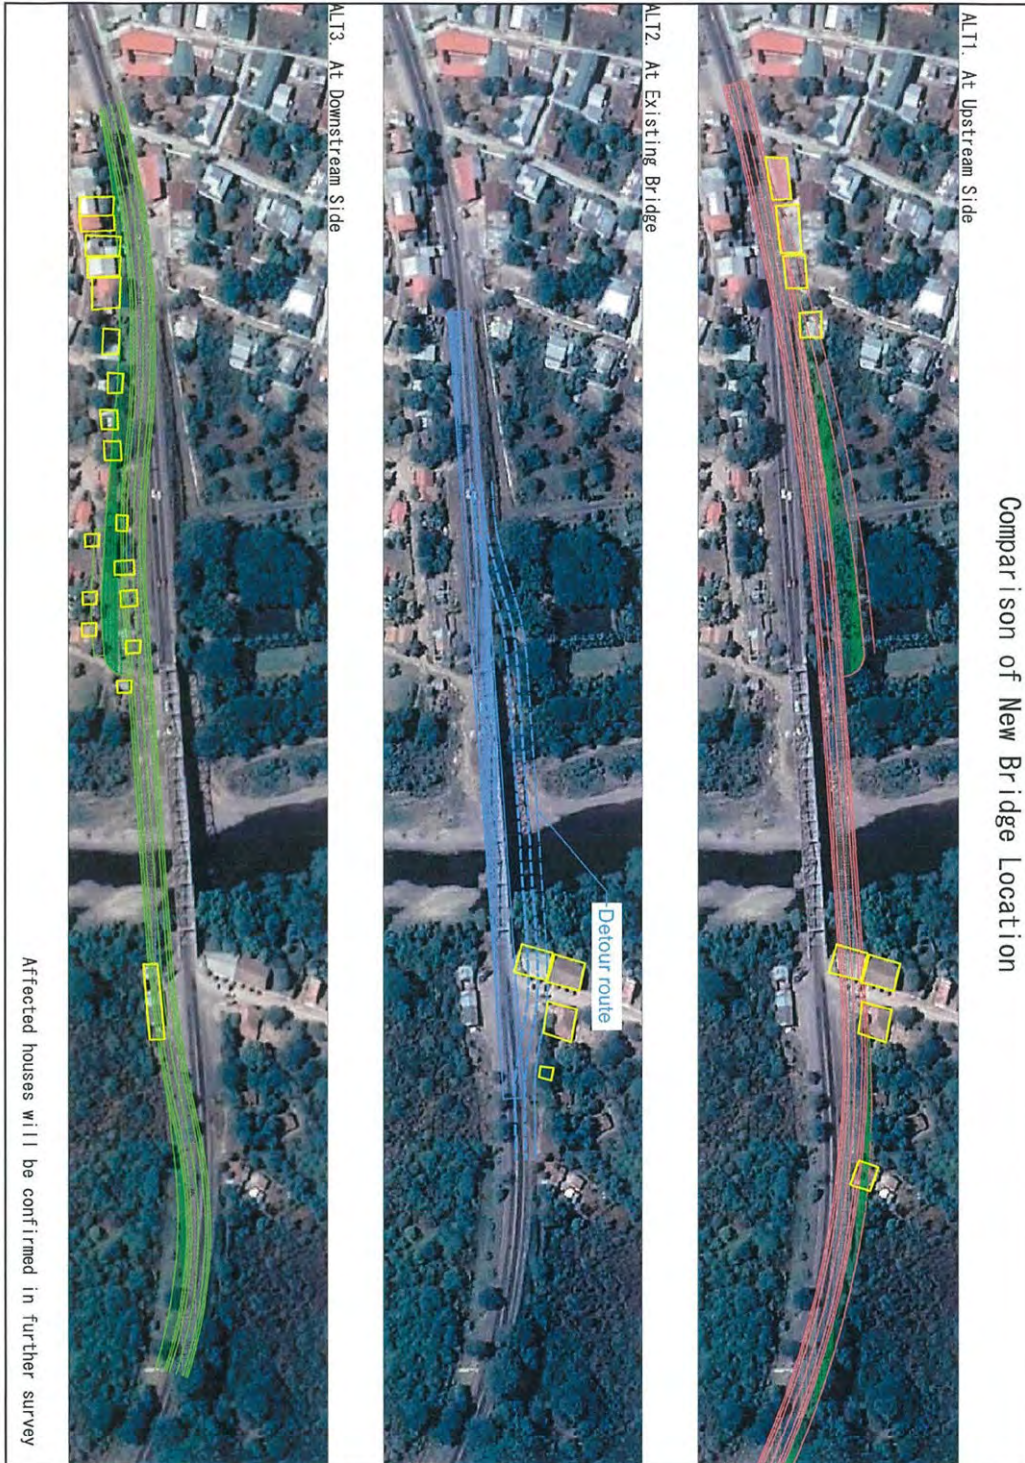 Comparison of New Bridge Location
ALT1. At Upstream Side
ALT2. At Existing Bridge
Detour route
ALT3. At Downstream Side
Affected houses will be confirmed in further survey